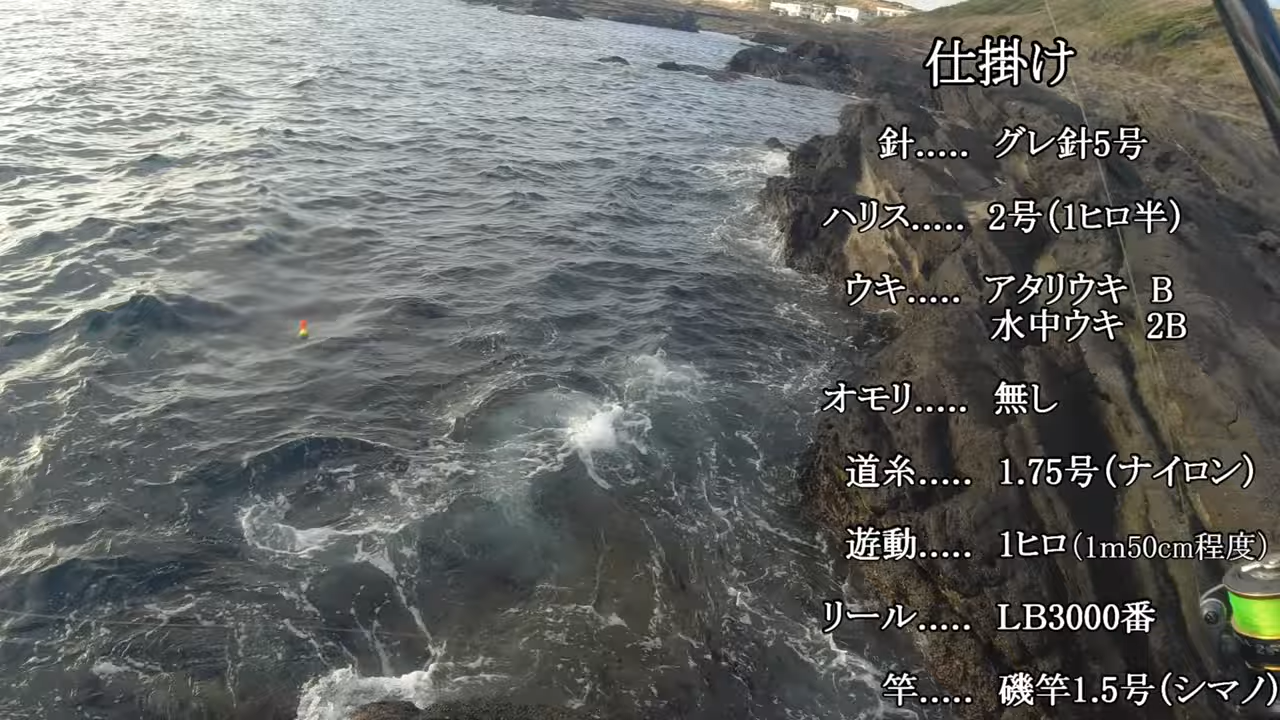 仕掛け
針..... グレ針5号
ハリス..... 2号(1ヒロ半)
ウキ..... アタリウキ B
水中ウキ 2B
オモリ..... 無し
道糸..... 1.75号(ナイロン)
遊動..... 1ヒロ(1m50cm程度)
リール..... LB3000番
竿..... 磯竿1.5号(シマノ)